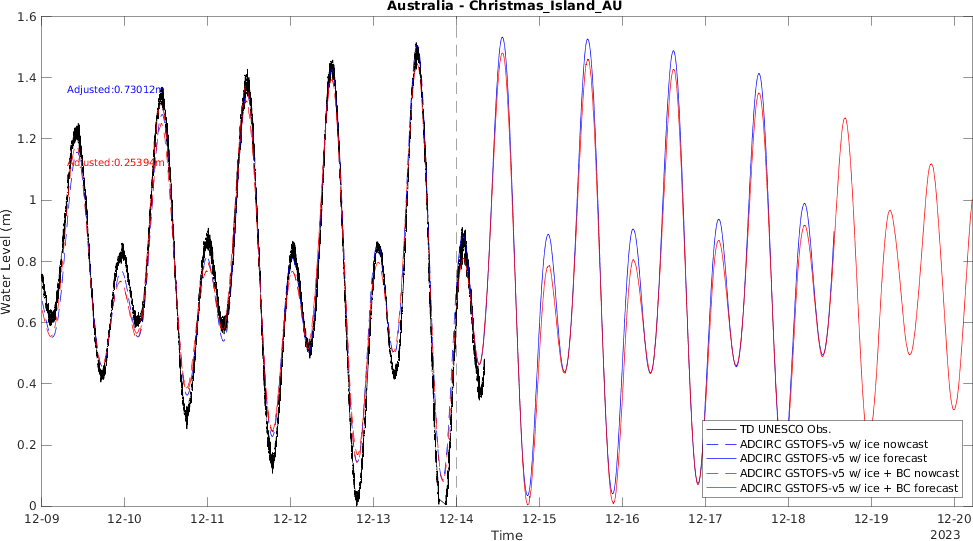 Australia - Christmas_Island_AU
1.6
1.4
1.2
1
0.8
0.6
0.4
0.2
0
Water Level (m)
Adjusted:0.73012m
Adjusted:0.25394m
TD UNESCO Obs.
ADCIRC GSTOFS-v5 w/ ice nowcast
ADCIRC GSTOFS-v5 w/ ice forecast
ADCIRC GSTOFS-v5 w/ ice + BC nowcast
ADCIRC GSTOFS-v5 w/ ice + BC forecast
12-09 12-10 12-11 12-12 12-13 12-14 12-15 12-16 12-17 12-18 12-19 12-20
Time
2023